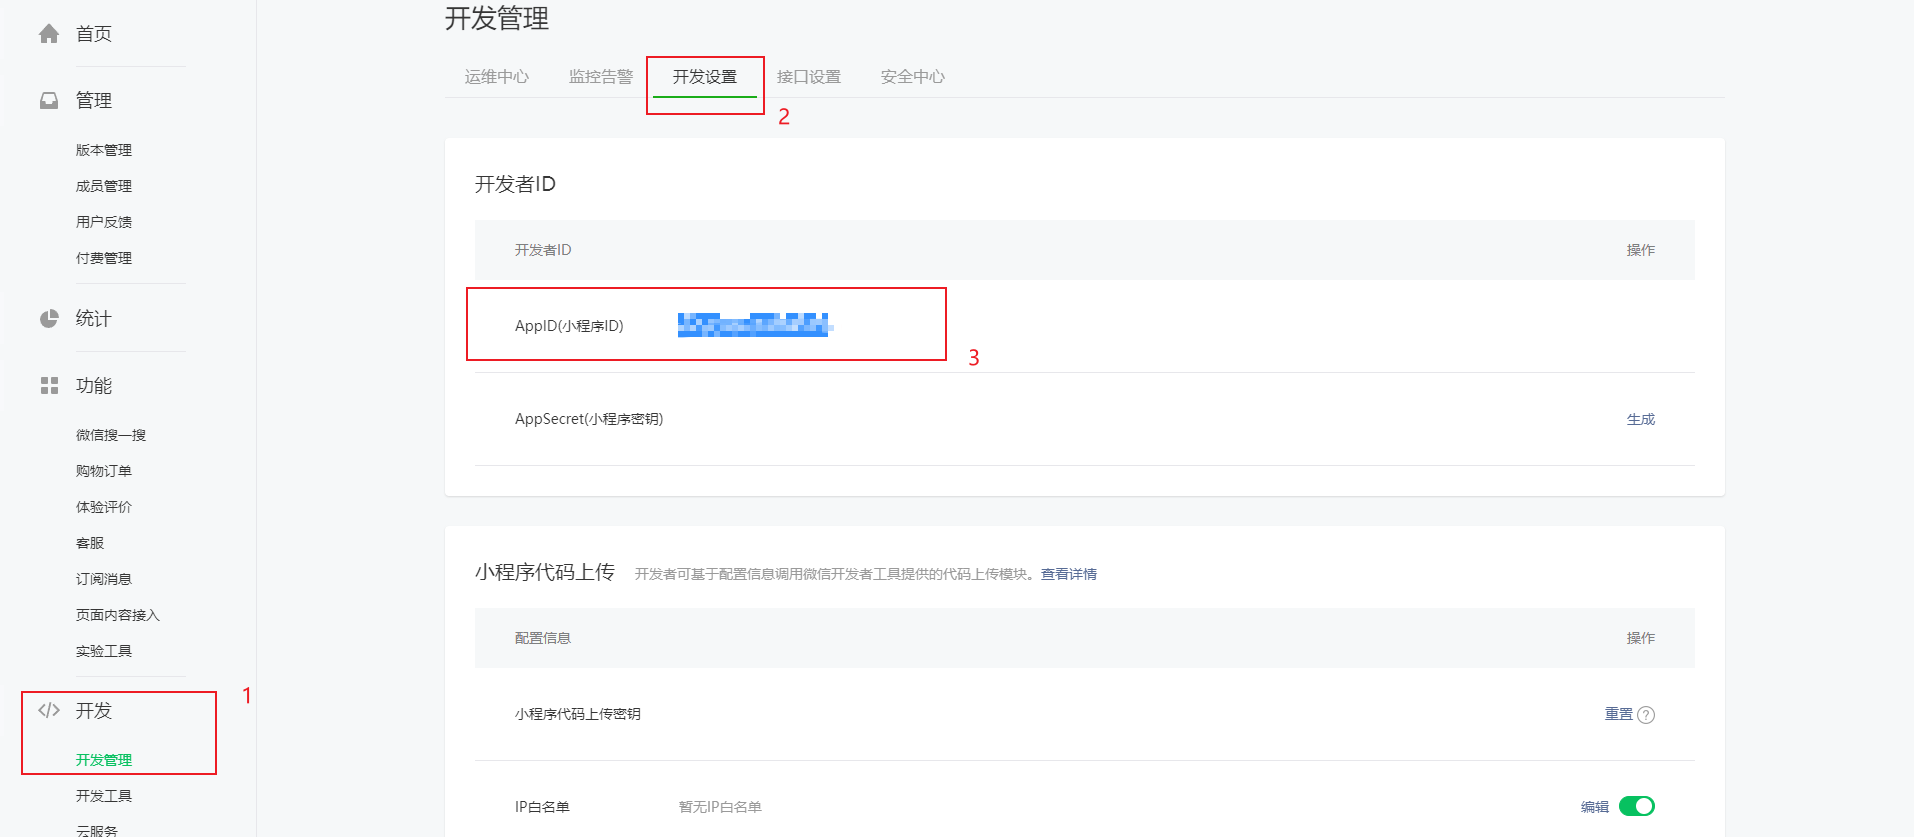 首页
管理
版本管理
成员管理
用户反馈
付费管理
统计
功能
微信搜一搜
购物订单
体验评价
客服
订阅消息
页面内容接入
实验工具
开发
1
开发管理
开发工具
云服务
开发管理
运维中心 监控告警 开发设置 接口设置 安全中心
2
开发者ID
开发者ID 操作
AppID(小程序ID)
3
AppSecret(小程序密钥) 生成
小程序代码上传 开发者可基于配置信息调用微信开发者工具提供的代码上传模块。查看详情
配置信息 操作
小程序代码上传密钥 重置 ?
IP白名单 暂无IP白名单 编辑